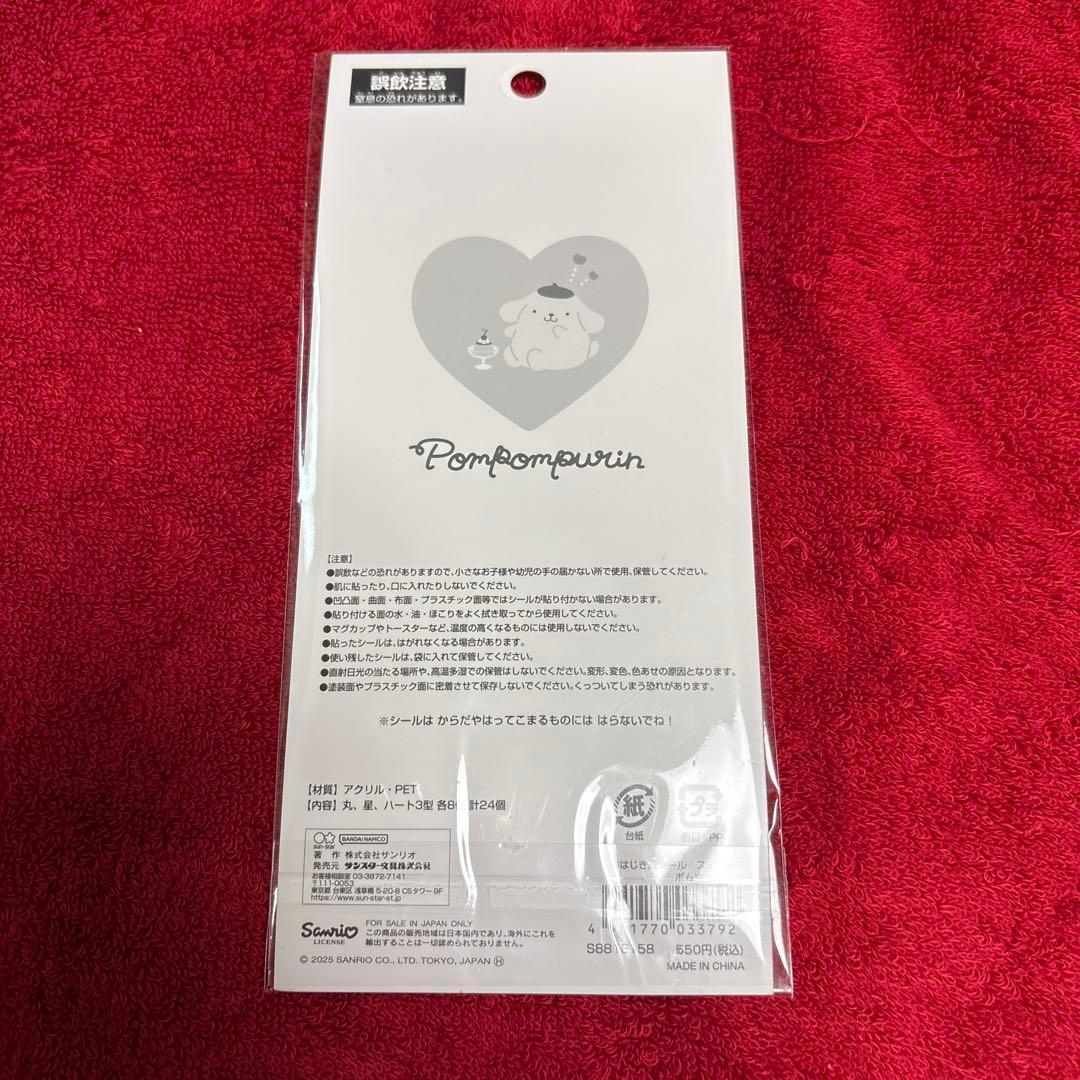 誤飲注意
窒息の恐れがあります。
Pompompurin
【注意】
●誤飲などの恐れがありますので、小さなお子様や幼児の手の届かない所で使用、保管してください。
●肌に貼ったり、口に入れたりしないでください。
●凹凸面・曲面・布面・プラスチック面等ではシールが貼り付かない場合があります。
●貼り付ける面の水・油・ほこりをよく拭き取ってから使用してください。
●マグカップやトースターなど、温度の高くなるものには使用しないでください。
●貼ったシールは、はがれなくなる場合があります。
●使い残したシールは、袋に入れて保管してください。
●直射日光の当たる場所や、高温多湿での保管はしないでください。変形、変色、色あせの原因となります。
●塗装面やプラスチック面に密着させて保存しないでください。くっついてしまう恐れがあります。
※シールは からだやはってこまるものには はらないでね！
【材質】アクリル・PET
【内容】丸、星、ハート3型 各8 計24個
紙
台紙
プラ
PP
sun-star
BANDAI NAMCO
著 作 株式会社サンリオ
発売元 サンスター文具株式会社
お客様相談室 03-3872-7141
〒111-0053
東京都 台東区 浅草橋 5-20-8 CSタワー 9F
https://www.sun-star-st.jp/
はじき シール
4 1770 033792
550円(税込)
MADE IN CHINA
Sanrio
LICENSE
FOR SALE IN JAPAN ONLY
この商品の販売地域は日本国内であり、海外にこれを
輸出することは一切認められておりません。
© 2025 SANRIO CO., LTD. TOKYO, JAPAN Ⓗ